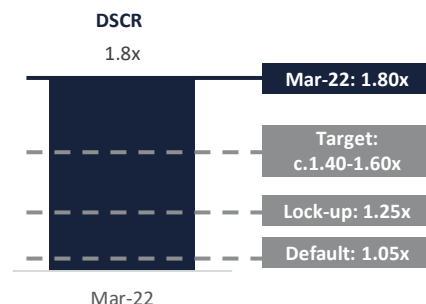 DSCR
1.8x
Mar-22: 1.80x
Target:
c.1.40-1.60x
Lock-up: 1.25x
Default: 1.05x
Mar-22